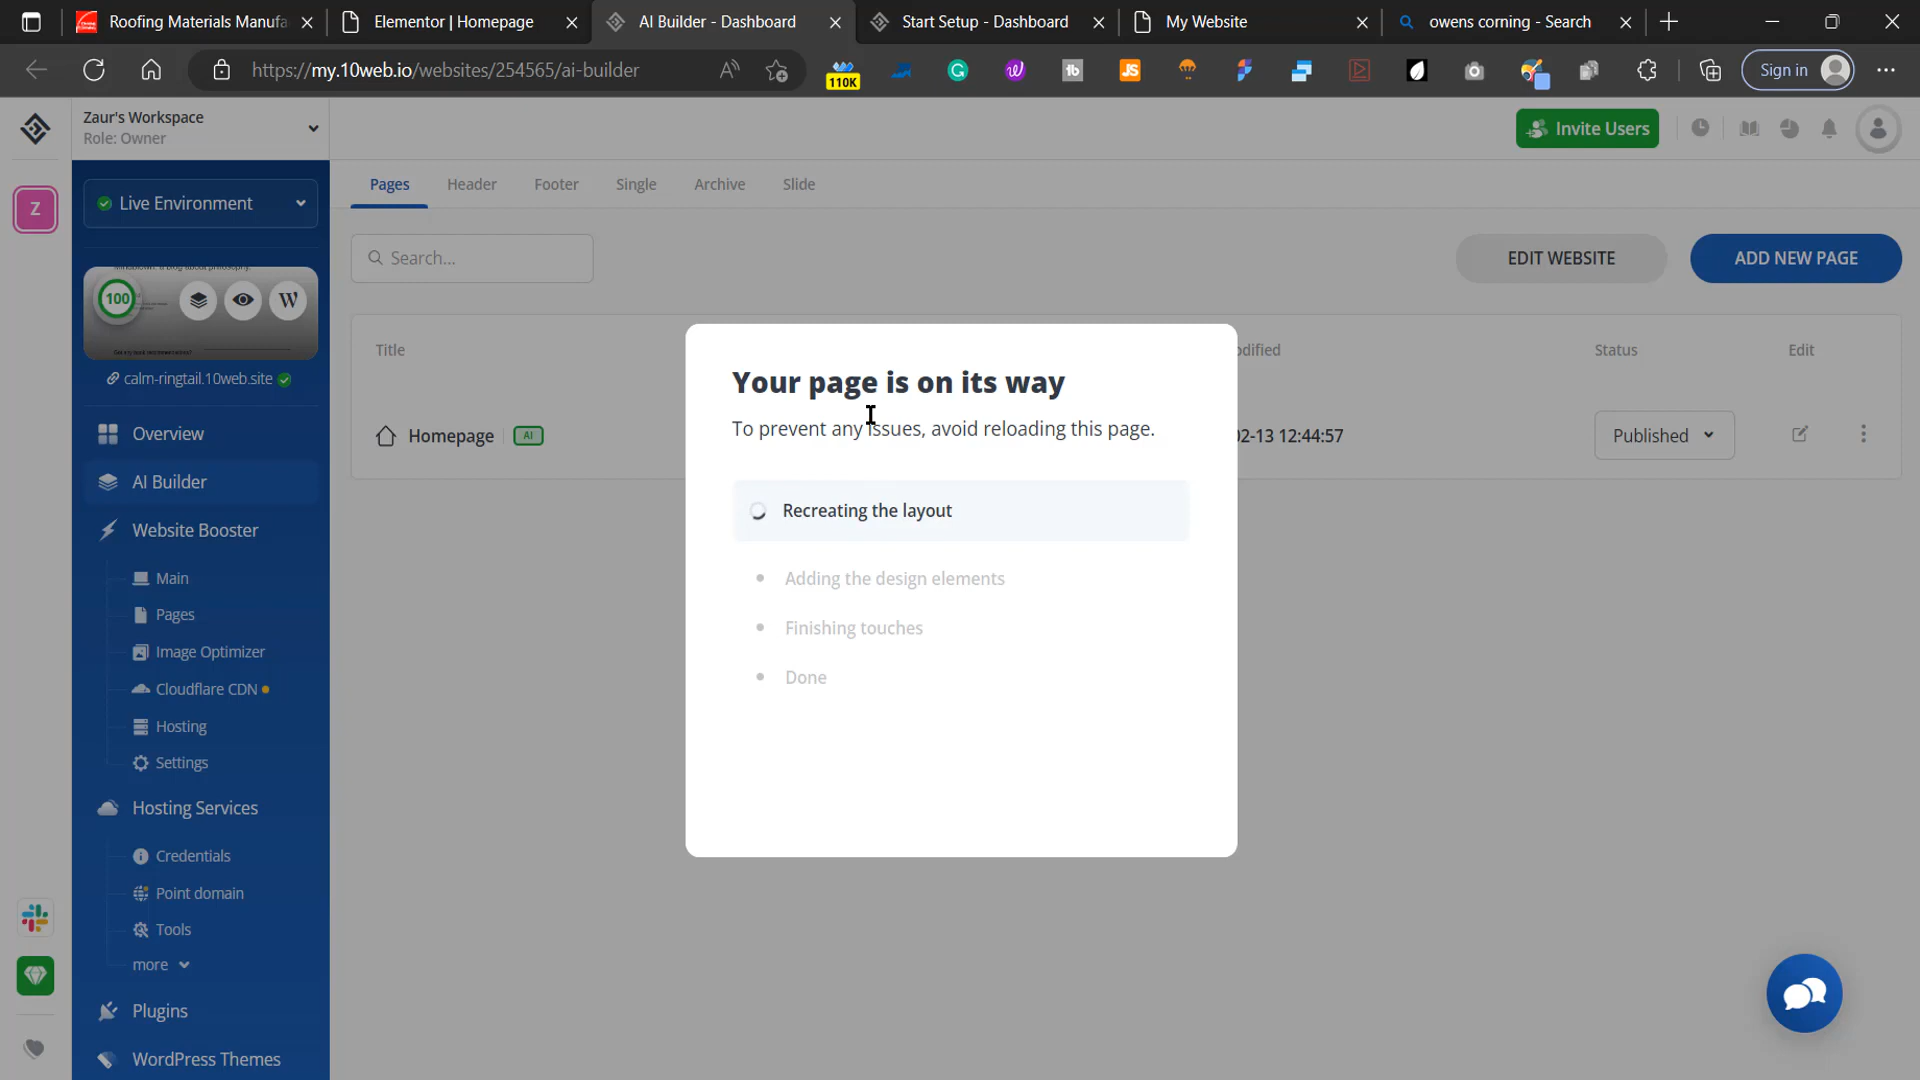 Roofing Materials Manufa
Elementor | Homepage
AI Builder - Dashboard
Start Setup - Dashboard
My Website
owens corning - Search
https://my.10web.io/websites/254565/ai-builder
110K
JS
Sign in
Zaur's Workspace
Role: Owner
Invite Users
Z
Live Environment
Pages
Header
Footer
Single
Archive
Slide
Search...
EDIT WEBSITE
ADD NEW PAGE
100
calm-ringtail.10web.site
Overview
AI Builder
Website Booster
Main
Pages
Image Optimizer
Cloudflare CDN
Hosting
Settings
Hosting Services
Credentials
Point domain
Tools
more
Plugins
WordPress Themes
Title
odified
Status
Edit
Homepage
AI
02-13 12:44:57
Published
Your page is on its way
To prevent any issues, avoid reloading this page.
Recreating the layout
Adding the design elements
Finishing touches
Done